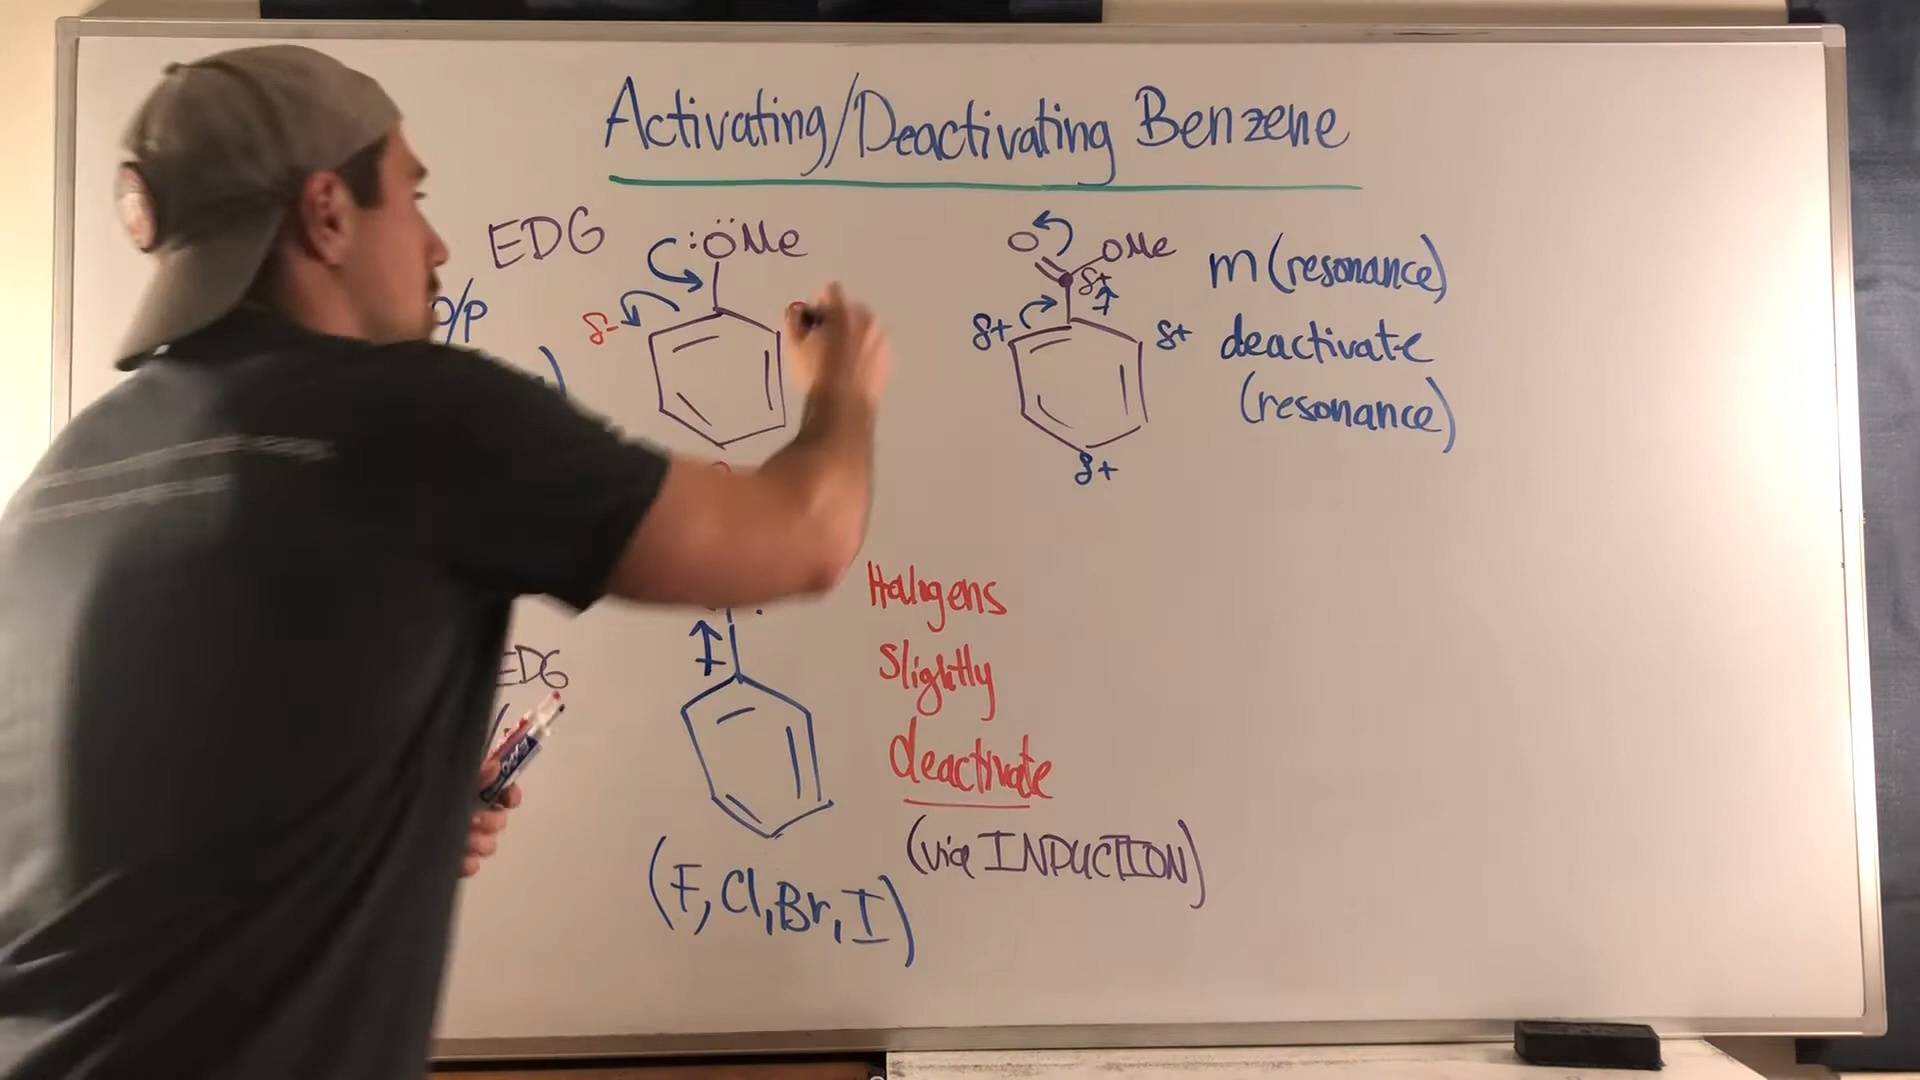 Activating/Deactivating Benzene
EDG
:ÖMe
O
OMe
δ+
m (resonance)
o/p
δ-
δ+
δ+
deactivate
(resonance)
δ+
Halogens
EDG
Slightly
deactivate
(via INDUCTION)
(F, Cl, Br, I)